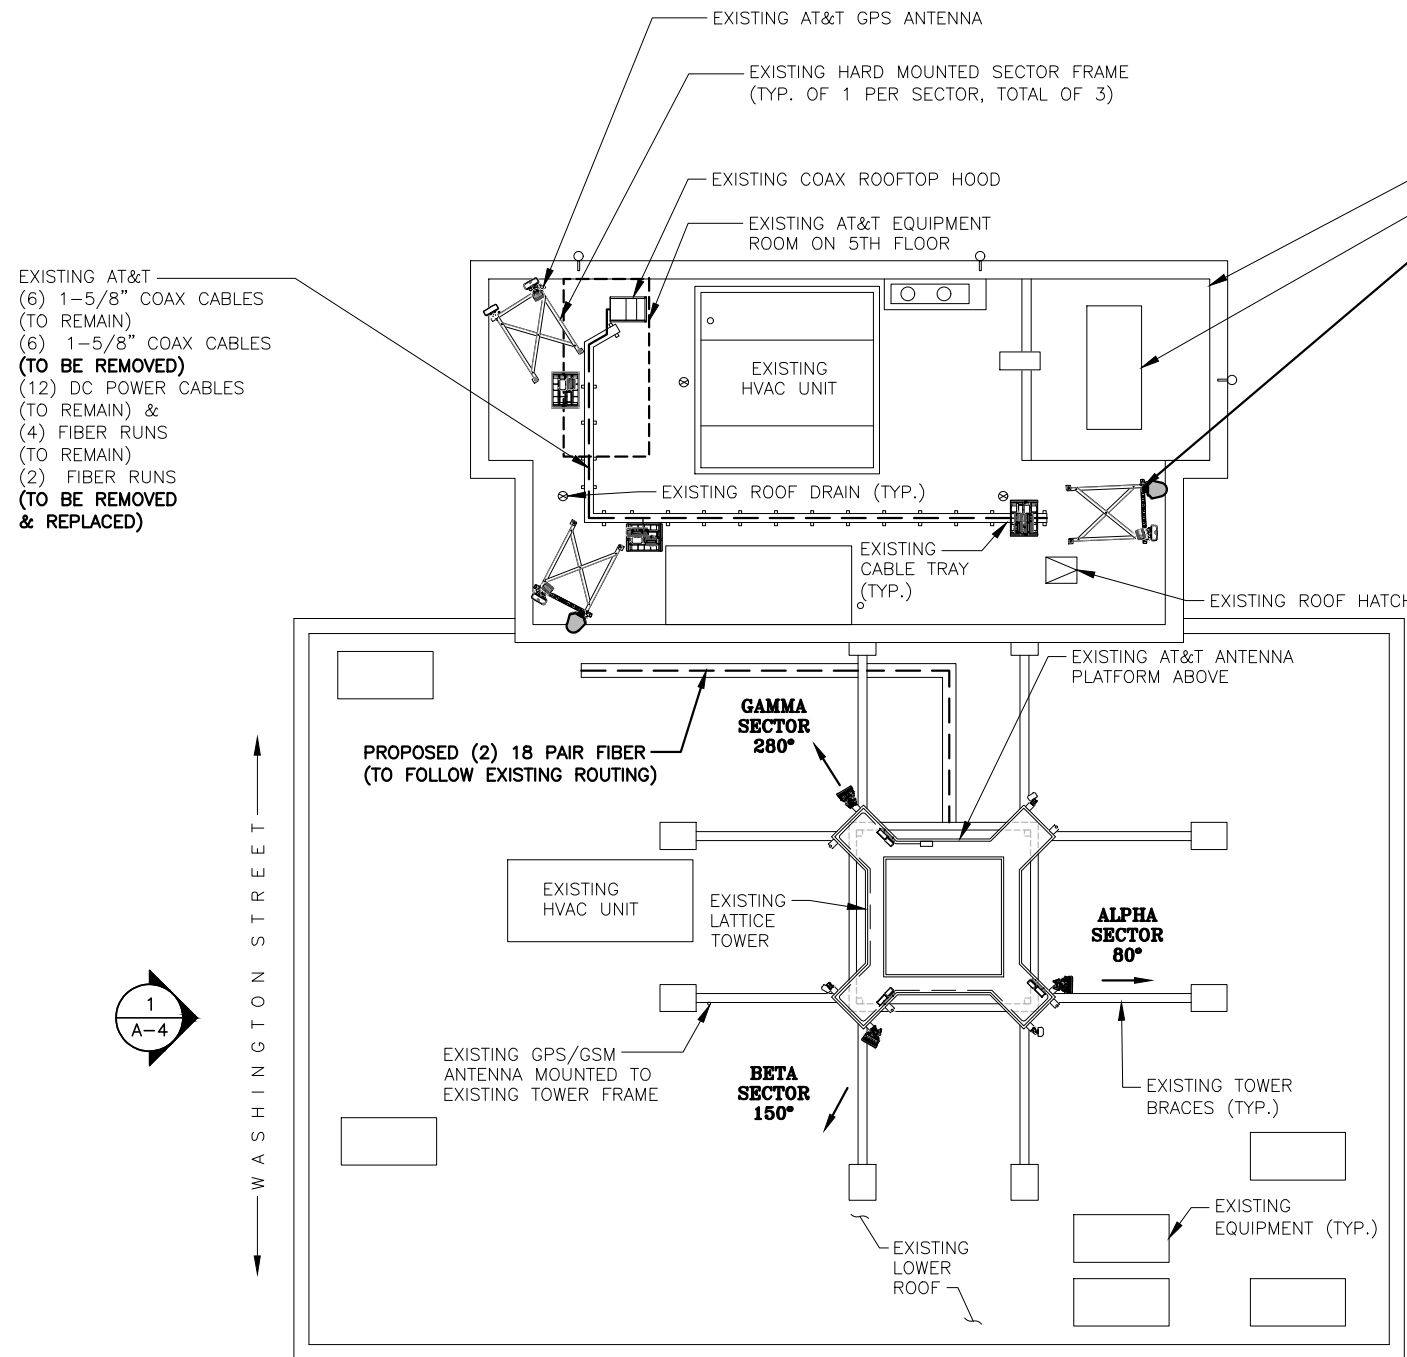 EXISTING AT&T GPS ANTENNA
EXISTING HARD MOUNTED SECTOR FRAME
(TYP. OF 1 PER SECTOR, TOTAL OF 3)
EXISTING COAX ROOFTOP HOOD
EXISTING AT&T EQUIPMENT
ROOM ON 5TH FLOOR
EXISTING AT&T
(6) 1-5/8" COAX CABLES
(TO REMAIN)
(6) 1-5/8" COAX CABLES
(TO BE REMOVED)
(12) DC POWER CABLES
(TO REMAIN) &
(4) FIBER RUNS
(TO REMAIN)
(2) FIBER RUNS
(TO BE REMOVED
& REPLACED)
EXISTING
HVAC UNIT
EXISTING ROOF DRAIN (TYP.)
EXISTING
CABLE TRAY
(TYP.)
EXISTING ROOF HATCH
EXISTING AT&T ANTENNA
PLATFORM ABOVE
GAMMA
SECTOR
280°
PROPOSED (2) 18 PAIR FIBER
(TO FOLLOW EXISTING ROUTING)
WASHINGTON STREET
EXISTING
HVAC UNIT
EXISTING
LATTICE
TOWER
ALPHA
SECTOR
80°
1
A-4
EXISTING GPS/GSM
ANTENNA MOUNTED TO
EXISTING TOWER FRAME
BETA
SECTOR
150°
EXISTING TOWER
BRACES (TYP.)
EXISTING
EQUIPMENT (TYP.)
EXISTING
LOWER
ROOF